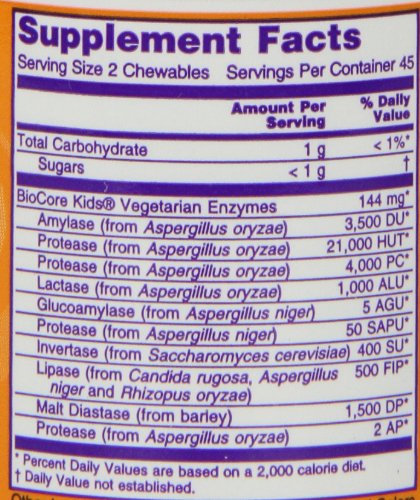 Supplement Facts
Serving Size 2 Chewables Servings Per Container 45
Amount Per Serving % Daily Value
Total Carbohydrate 1 g < 1%*
Sugars < 1 g †
BioCore Kids® Vegetarian Enzymes 144 mg*
Amylase (from Aspergillus oryzae) 3,500 DU*
Protease (from Aspergillus oryzae) 21,000 HUT*
Protease (from Aspergillus oryzae) 4,000 PC*
Lactase (from Aspergillus oryzae) 1,000 ALU*
Glucoamylase (from Aspergillus niger) 5 AGU*
Protease (from Aspergillus niger) 50 SAPU*
Invertase (from Saccharomyces cerevisiae) 400 SU*
Lipase (from Candida rugosa, Aspergillus 500 FIP*
niger and Rhizopus oryzae)
Malt Diastase (from barley) 1,500 DP*
Protease (from Aspergillus oryzae) 2 AP*
* Percent Daily Values are based on a 2,000 calorie diet.
† Daily Value not established.